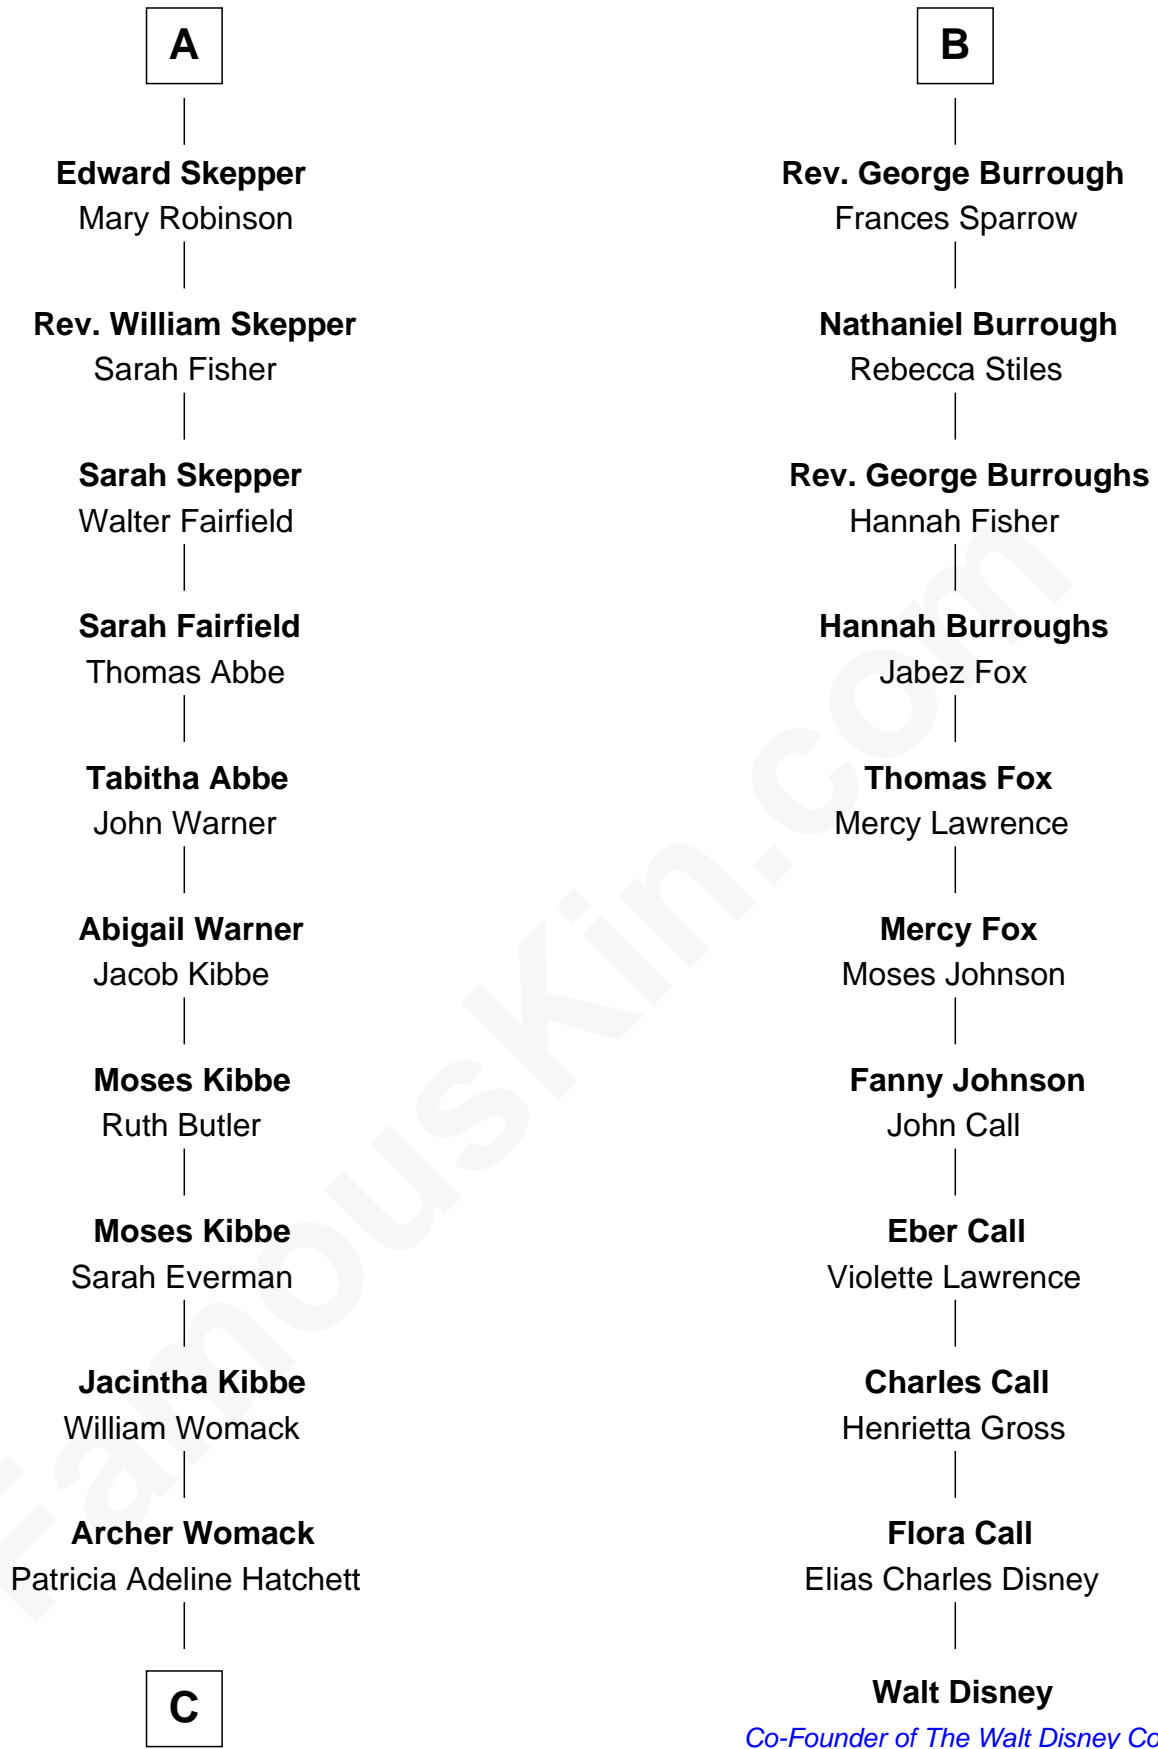 A
Edward Skepper
Mary Robinson
Rev. William Skepper
Sarah Fisher
Sarah Skepper
Walter Fairfield
Sarah Fairfield
Thomas Abbe
Tabitha Abbe
John Warner
Abigail Warner
Jacob Kibbe
Moses Kibbe
Ruth Butler
Moses Kibbe
Sarah Everman
Jacintha Kibbe
William Womack
Archer Womack
Patricia Adeline Hatchett
C
B
Rev. George Burrough
Frances Sparrow
Nathaniel Burrough
Rebecca Stiles
Rev. George Burroughs
Hannah Fisher
Hannah Burroughs
Jabez Fox
Thomas Fox
Mercy Lawrence
Mercy Fox
Moses Johnson
Fanny Johnson
John Call
Eber Call
Violette Lawrence
Charles Call
Henrietta Gross
Flora Call
Elias Charles Disney
Walt Disney
Co-Founder of The Walt Disney Co
FamousKin.com